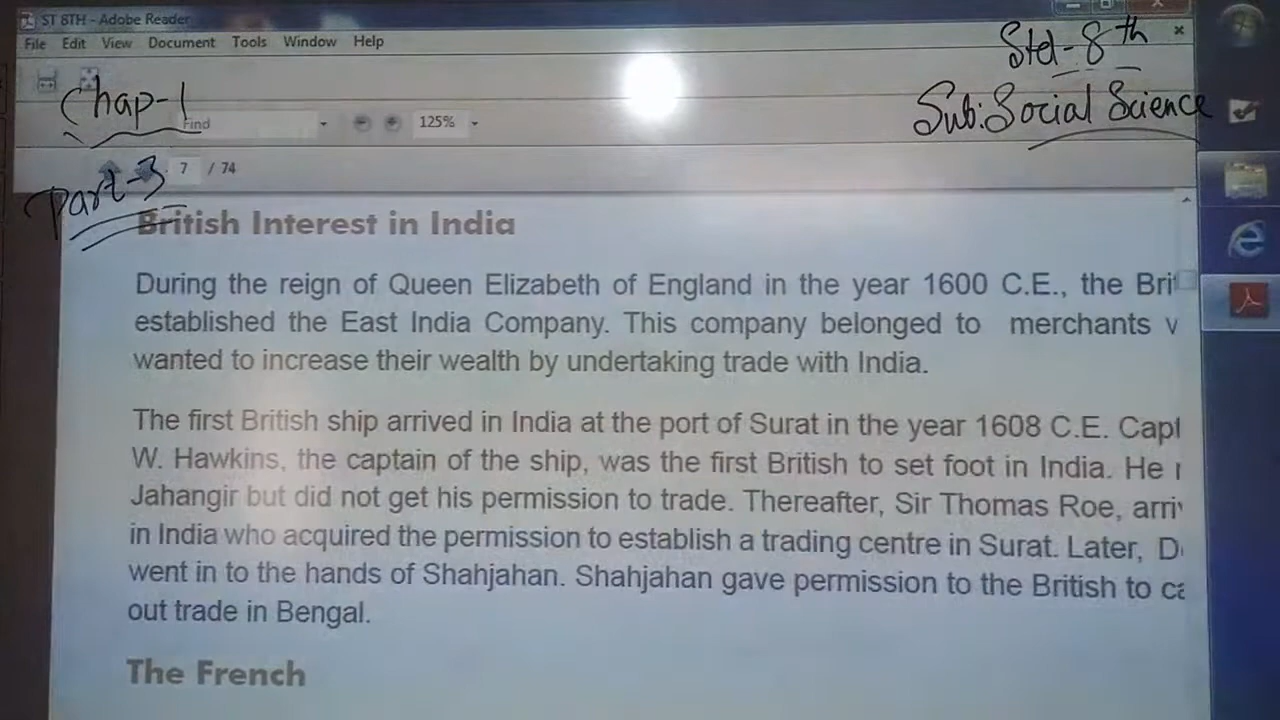 ST 8TH - Adobe Reader
File Edit View Document Tools Window Help
Std-8th
Chap-1
Sub: Social Science
Find
125%
Part-3
7 / 74
British Interest in India
During the reign of Queen Elizabeth of England in the year 1600 C.E., the Brit
established the East India Company. This company belonged to merchants
wanted to increase their wealth by undertaking trade with India.
The first British ship arrived in India at the port of Surat in the year 1608 C.E. Capt
W. Hawkins, the captain of the ship, was the first British to set foot in India. He
Jahangir but did not get his permission to trade. Thereafter, Sir Thomas Roe, arriv
in India who acquired the permission to establish a trading centre in Surat. Later, D
went in to the hands of Shahjahan. Shahjahan gave permission to the British to ca
out trade in Bengal.
The French